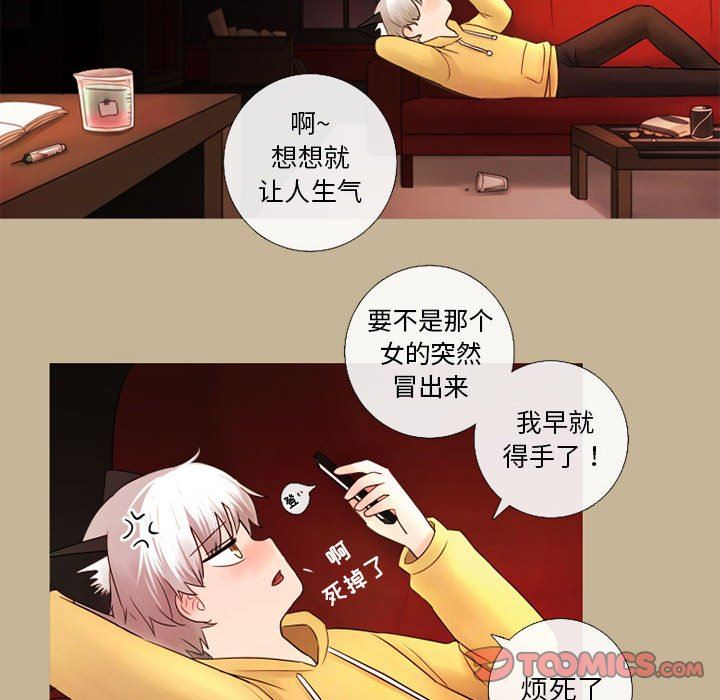 啊~
想想就
让人生气
要不是那个
女的突然
冒出来
我早就
得手了！
登
啊
死掉了
烦死了
TOOMICS.COM